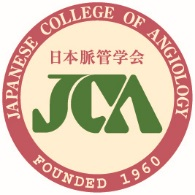 JAPANESE COLLEGE OF ANGIOLOGY
日本脈管学会
JCA
FOUNDED 1960